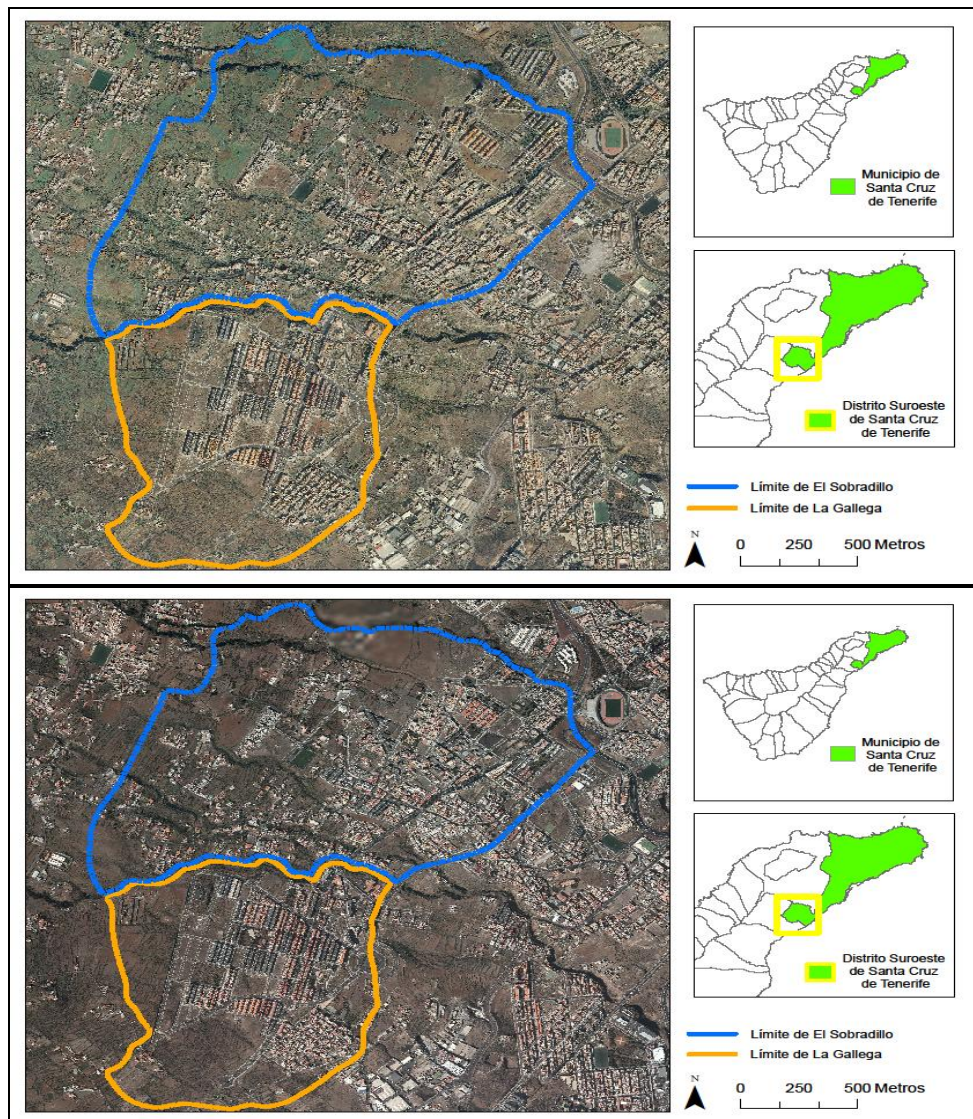 Municipio de
Santa Cruz
de Tenerife
Distrito Suroeste
de Santa Cruz
de Tenerife
Límite de El Sobradillo
Límite de La Gallega
N
0 250 500 Metros
Municipio de
Santa Cruz
de Tenerife
Distrito Suroeste
de Santa Cruz
de Tenerife
Límite de El Sobradillo
Límite de La Gallega
N
0 250 500 Metros